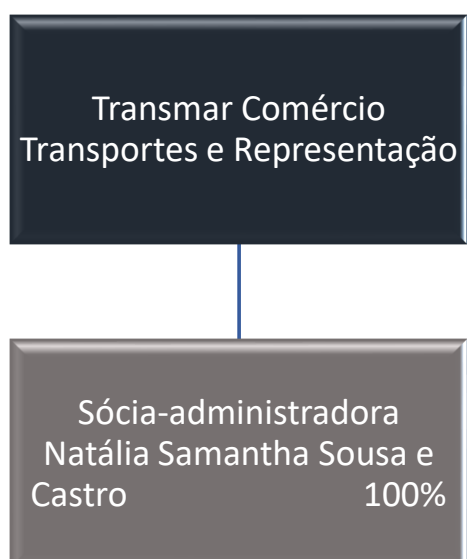 Transmar Comércio
Transportes e Representação
Sócia-administradora
Natália Samantha Sousa e
Castro 100%